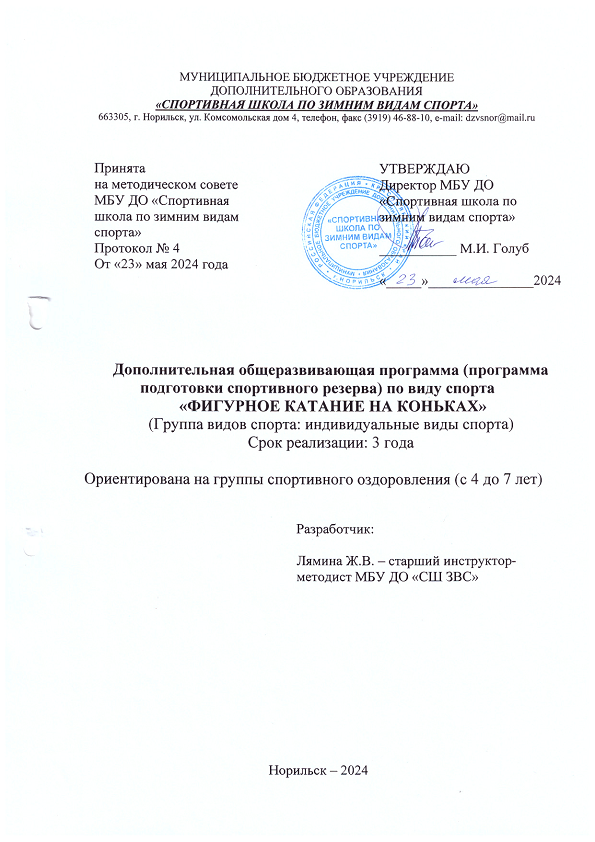 МУНИЦИПАЛЬНОЕ БЮДЖЕТНОЕ УЧРЕЖДЕНИЕ
ДОПОЛНИТЕЛЬНОГО ОБРАЗОВАНИЯ
«СПОРТИВНАЯ ШКОЛА ПО ЗИМНИМ ВИДАМ СПОРТА»
663305, г. Норильск, ул. Комсомольская дом 4, телефон, факс (3919) 46-88-10, e-mail: dzvsnor@mail.ru
Принята
на методическом совете
МБУ ДО «Спортивная
школа по зимним видам
спорта»
Протокол № 4
От «23» мая 2024 года
УТВЕРЖДАЮ
Директор МБУ ДО
«Спортивная школа по
зимним видам спорта»
____________ М.И. Голуб
«23» мая 2024
«СПОРТИВНАЯ
ШКОЛА ПО
ЗИМНИМ ВИДАМ
СПОРТА»
Дополнительная общеразвивающая программа (программа
подготовки спортивного резерва) по виду спорта
«ФИГУРНОЕ КАТАНИЕ НА КОНЬКАХ»
(Группа видов спорта: индивидуальные виды спорта)
Срок реализации: 3 года
Ориентирована на группы спортивного оздоровления (с 4 до 7 лет)
Разработчик:
Лямина Ж.В. – старший инструктор-
методист МБУ ДО «СШ ЗВС»
Норильск – 2024